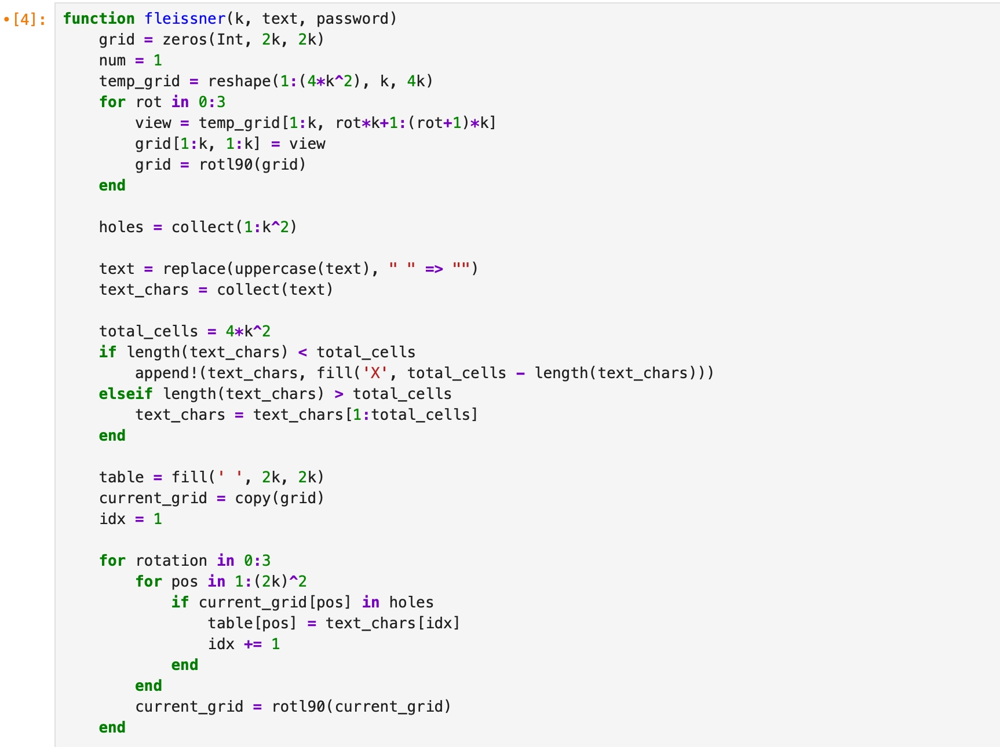 •[4]: function fleissner(k, text, password)
    grid = zeros(Int, 2k, 2k)
    num = 1
    temp_grid = reshape(1:(4*k^2), k, 4k)
    for rot in 0:3
        view = temp_grid[1:k, rot*k+1:(rot+1)*k]
        grid[1:k, 1:k] = view
        grid = rotl90(grid)
    end

    holes = collect(1:k^2)

    text = replace(uppercase(text), " " => "")
    text_chars = collect(text)

    total_cells = 4*k^2
    if length(text_chars) < total_cells
        append!(text_chars, fill('X', total_cells - length(text_chars)))
    elseif length(text_chars) > total_cells
        text_chars = text_chars[1:total_cells]
    end

    table = fill(' ', 2k, 2k)
    current_grid = copy(grid)
    idx = 1

    for rotation in 0:3
        for pos in 1:(2k)^2
            if current_grid[pos] in holes
                table[pos] = text_chars[idx]
                idx += 1
            end
        end
        current_grid = rotl90(current_grid)
    end